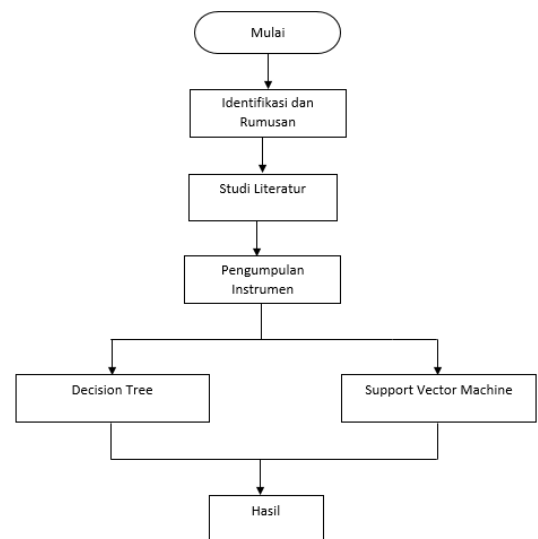 Mulai
Identifikasi dan
Rumusan
Studi Literatur
Pengumpulan
Instrumen
Decision Tree
Support Vector Machine
Hasil